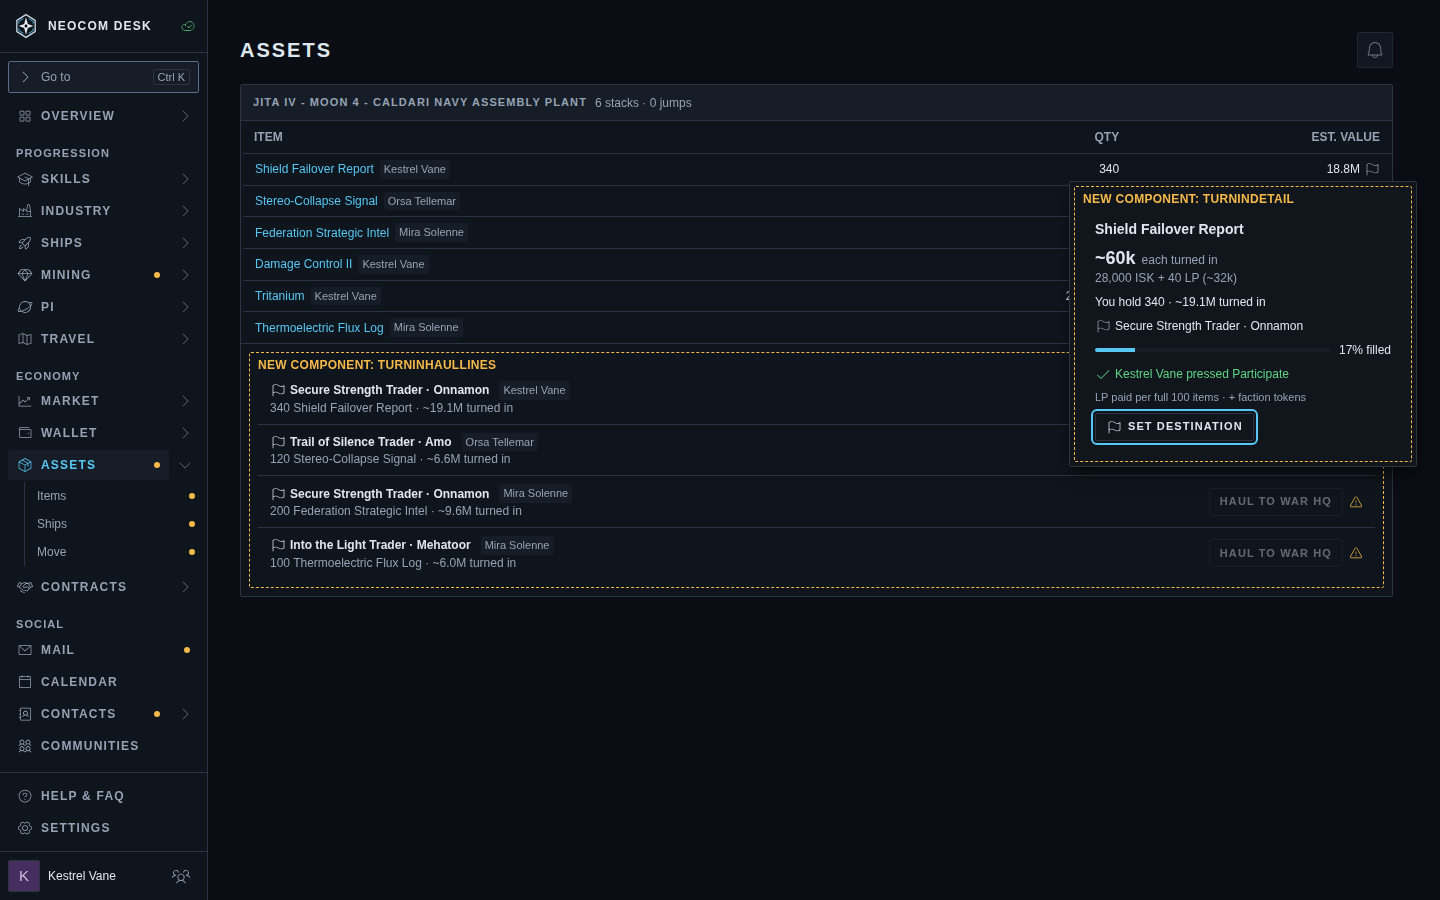 NEOCOM DESK
Go to
Ctrl K
OVERVIEW
PROGRESSION
SKILLS
INDUSTRY
SHIPS
MINING
PI
TRAVEL
ECONOMY
MARKET
WALLET
ASSETS
Items
Ships
Move
CONTRACTS
SOCIAL
MAIL
CALENDAR
CONTACTS
COMMUNITIES
HELP & FAQ
SETTINGS
K Kestrel Vane
ASSETS
JITA IV - MOON 4 - CALDARI NAVY ASSEMBLY PLANT 6 stacks · 0 jumps
ITEM QTY EST. VALUE
Shield Failover Report Kestrel Vane 340 18.8M
Stereo-Collapse Signal Orsa Tellemar
Federation Strategic Intel Mira Solenne
Damage Control II Kestrel Vane
Tritanium Kestrel Vane
Thermoelectric Flux Log Mira Solenne
NEW COMPONENT: TURNINHAULLINES
Secure Strength Trader · Onnamon Kestrel Vane
340 Shield Failover Report · ~19.1M turned in
Trail of Silence Trader · Amo Orsa Tellemar
120 Stereo-Collapse Signal · ~6.6M turned in
Secure Strength Trader · Onnamon Mira Solenne
200 Federation Strategic Intel · ~9.6M turned in
HAUL TO WAR HQ
Into the Light Trader · Mehatoor Mira Solenne
100 Thermoelectric Flux Log · ~6.0M turned in
HAUL TO WAR HQ
NEW COMPONENT: TURNINDETAIL
Shield Failover Report
~60k each turned in
28,000 ISK + 40 LP (~32k)
You hold 340 · ~19.1M turned in
Secure Strength Trader · Onnamon
17% filled
Kestrel Vane pressed Participate
LP paid per full 100 items · + faction tokens
SET DESTINATION